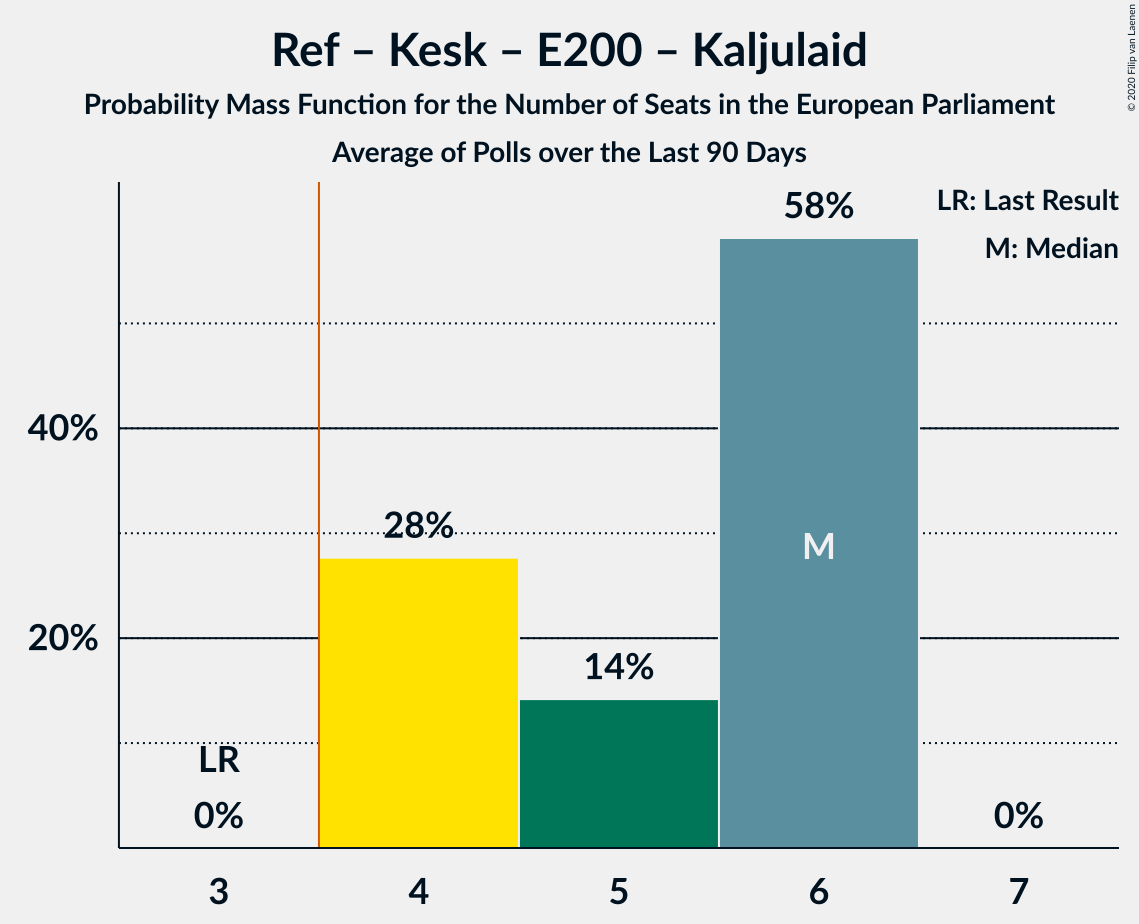 Ref – Kesk – E200 – Kaljulaid
Probability Mass Function for the Number of Seats in the European Parliament
Average of Polls over the Last 90 Days
© 2020 Filip van Laenen
LR: Last Result
M: Median
58%
40%
28%
M
20%
14%
LR
0%
0%
3
4
5
6
7